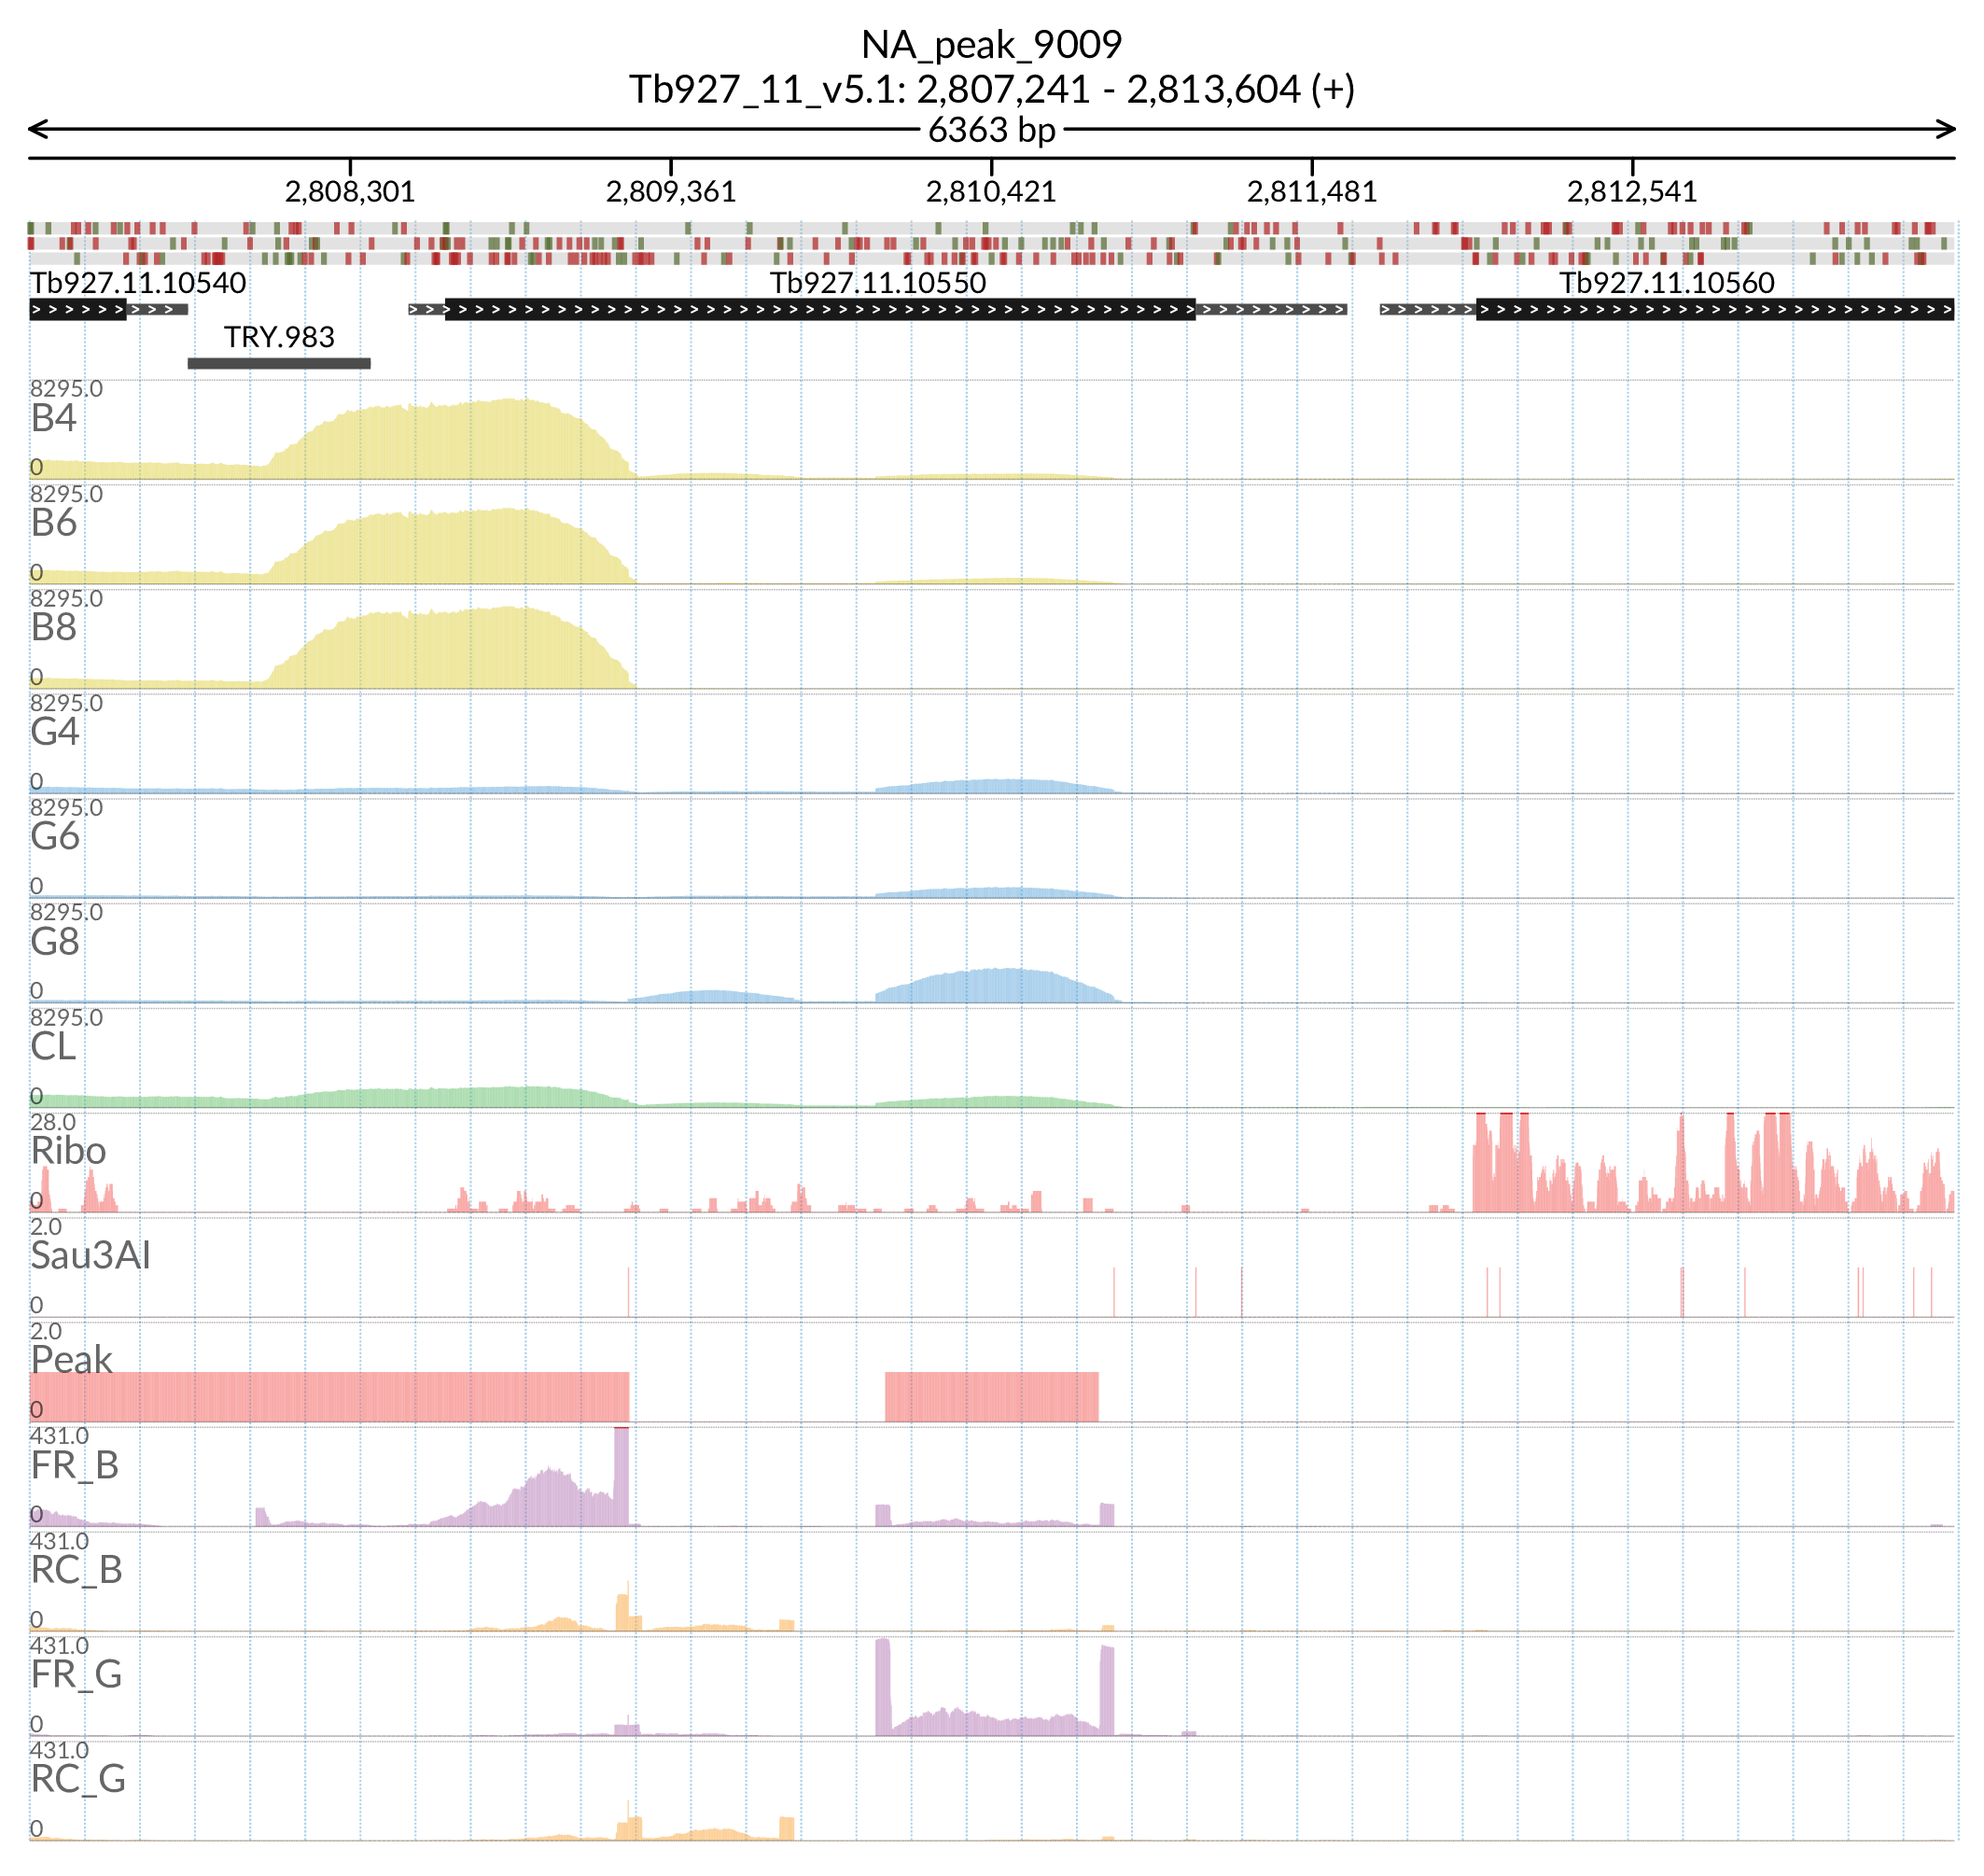 NA_peak_9009
Tb927_11_v5.1: 2,807,241 - 2,813,604 (+)
6363 bp
2,808,301 2,809,361 2,810,421 2,811,481 2,812,541
Tb927.11.10540 Tb927.11.10550 Tb927.11.10560
TRY.983
8295.0
B4
0
8295.0
B6
0
8295.0
B8
0
8295.0
G4
0
8295.0
G6
0
8295.0
G8
0
8295.0
CL
0
28.0
Ribo
0
2.0
Sau3AI
0
2.0
Peak
0
431.0
FR_B
0
431.0
RC_B
0
431.0
FR_G
0
431.0
RC_G
0